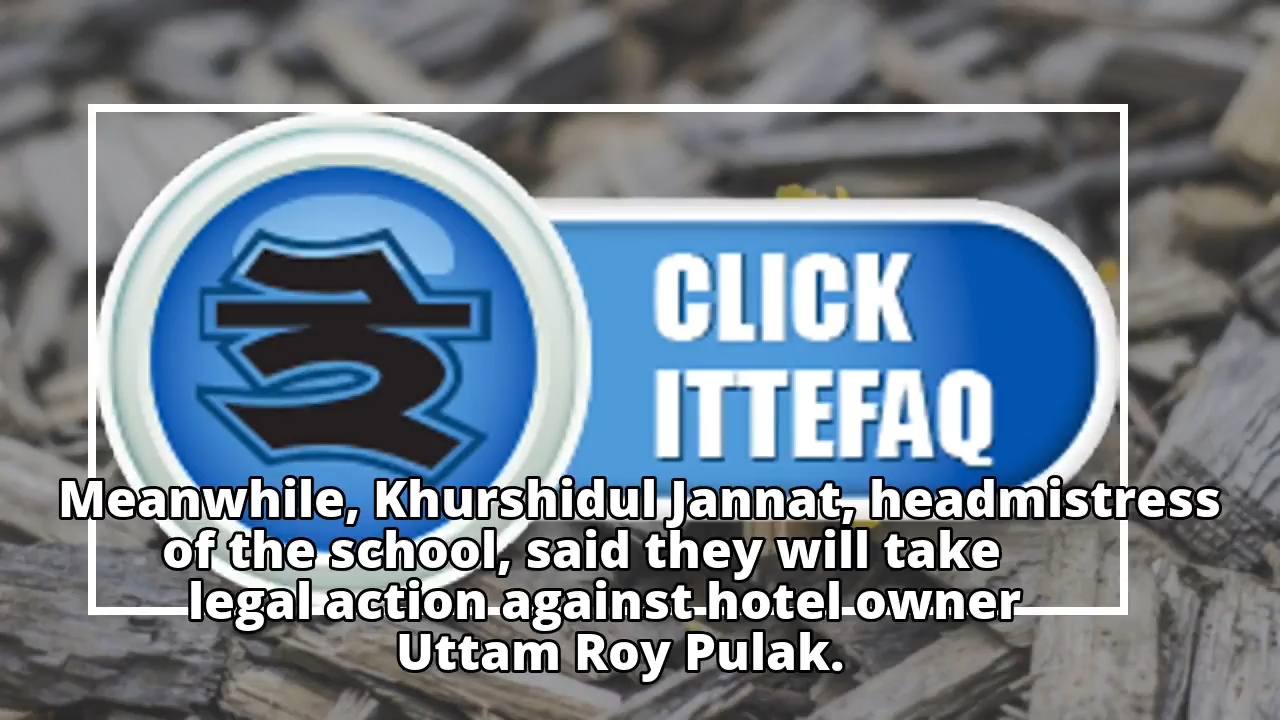 CLICK
ITTEFAQ
Meanwhile, Khurshidul Jannat, headmistress
of the school, said they will take
legal action against hotel owner
Uttam Roy Pulak.